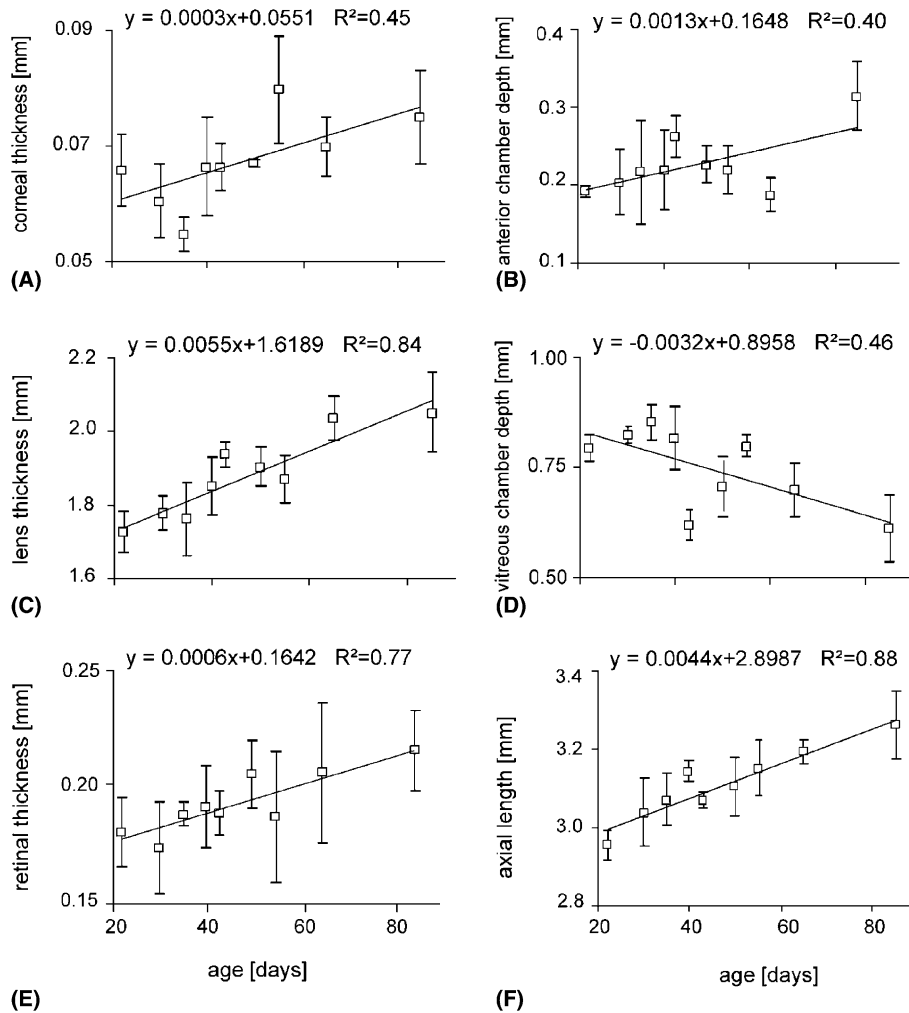 y = 0.0003x+0.0551 R²=0.45
corneal thickness [mm]
0.09
0.07
0.05
(A)
y = 0.0013x+0.1648 R²=0.40
anterior chamber depth [mm]
0.4
0.3
0.2
0.1
(B)
y = 0.0055x+1.6189 R²=0.84
lens thickness [mm]
2.2
2.0
1.8
1.6
(C)
y = -0.0032x+0.8958 R²=0.46
vitreous chamber depth [mm]
1.00
0.75
0.50
(D)
y = 0.0006x+0.1642 R²=0.77
retinal thickness [mm]
0.25
0.20
0.15
20 40 60 80
age [days]
(E)
y = 0.0044x+2.8987 R²=0.88
axial length [mm]
3.4
3.2
3.0
2.8
20 40 60 80
age [days]
(F)